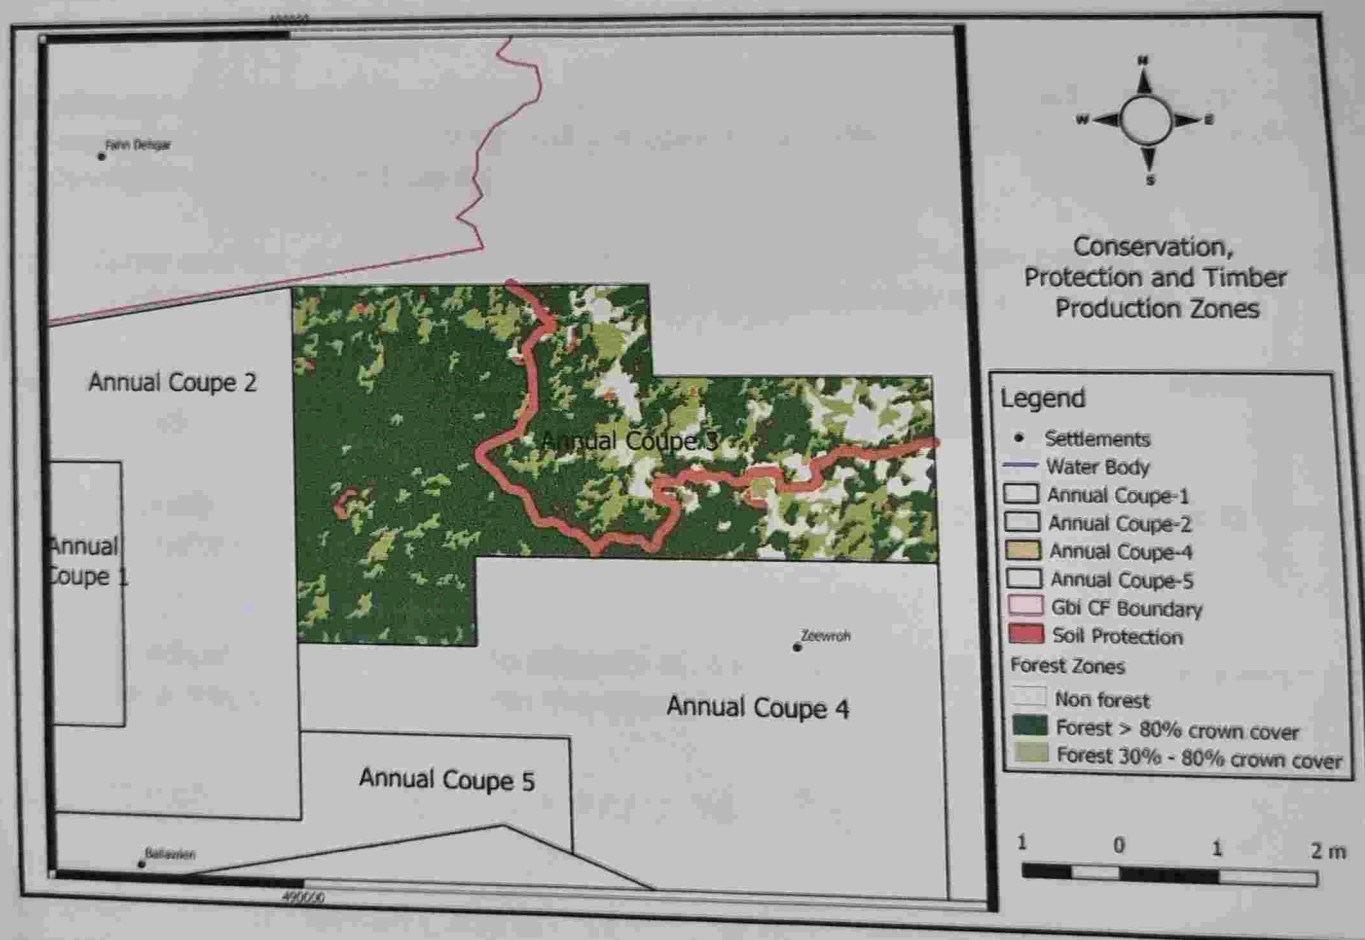 Annual Coupe 2
Annual Coupe 3
Annual
Coupe 1
Zeewroh
Annual Coupe 4
Annual Coupe 5
490000
N
W E
S
Conservation,
Protection and Timber
Production Zones
Legend
Settlements
Water Body
Annual Coupe-1
Annual Coupe-2
Annual Coupe-4
Annual Coupe-5
Gbi CF Boundary
Soil Protection
Forest Zones
Non forest
Forest > 80% crown cover
Forest 30% - 80% crown cover
1 0 1 2 m